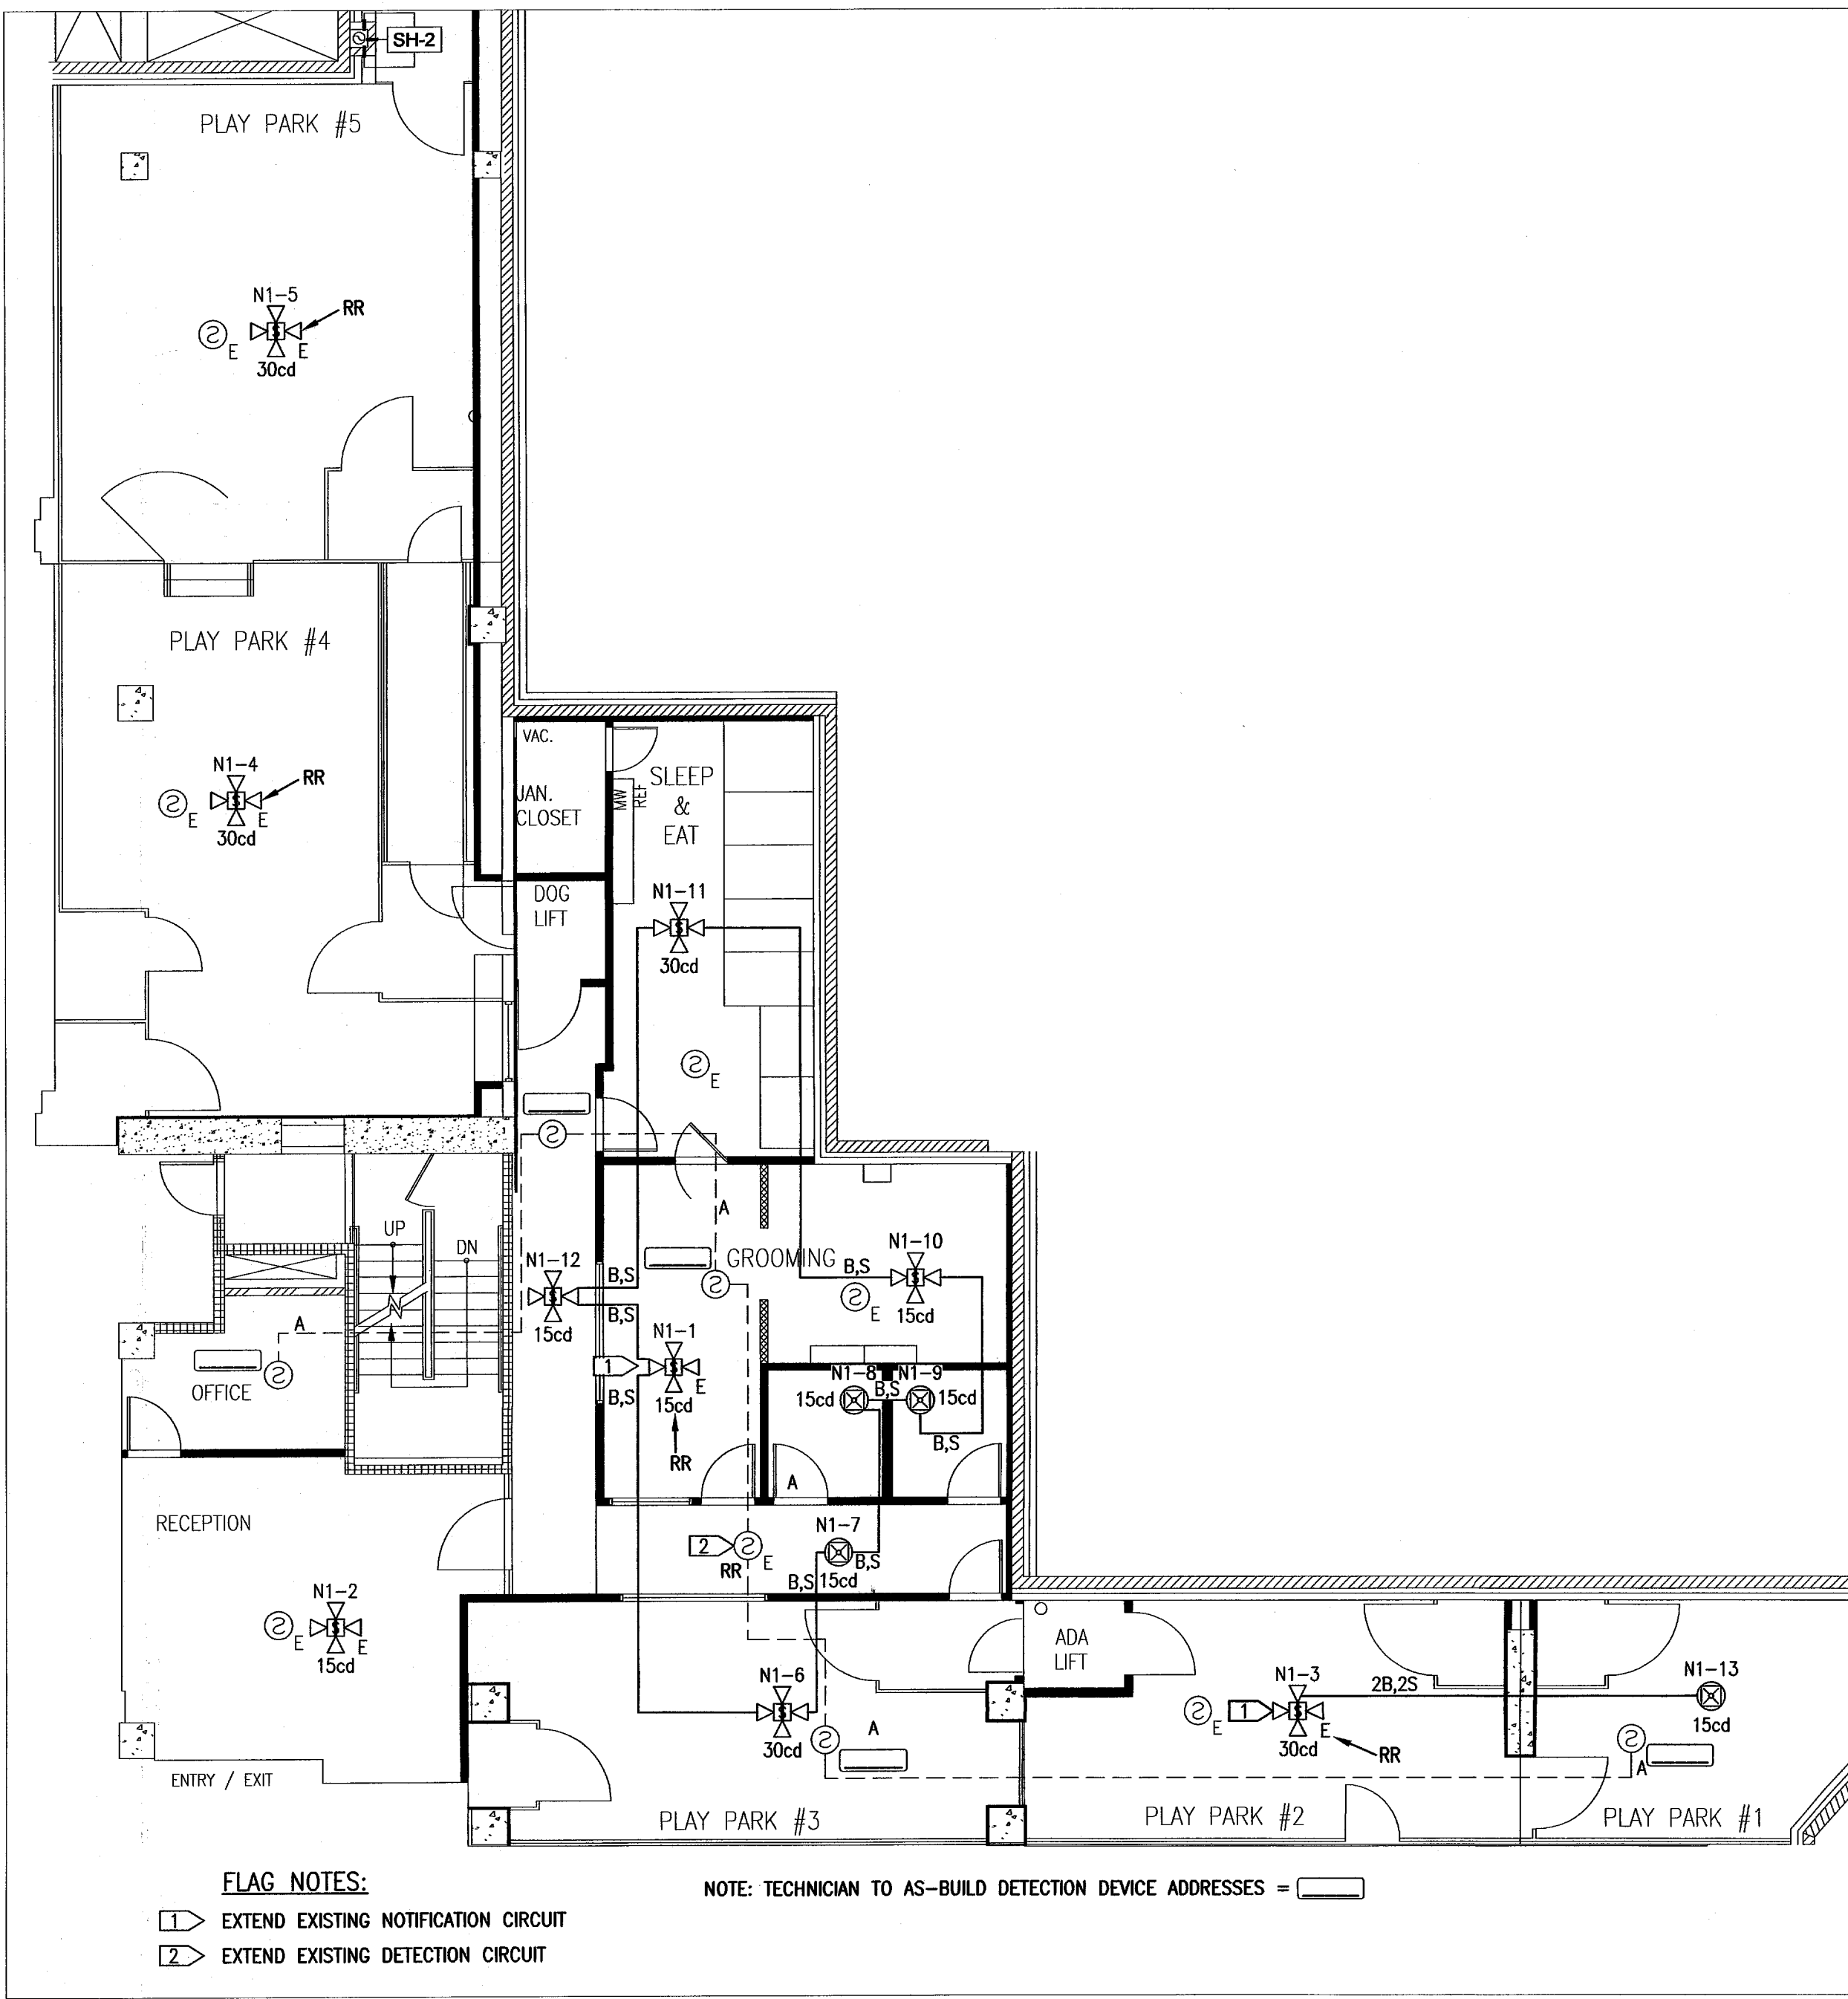 SH-2
PLAY PARK #5
N1-5
RR
S
S
E
E
30cd
PLAY PARK #4
N1-4
RR
S
S
E
E
30cd
VAC.
JAN.
CLOSET
MW
REF
SLEEP
&
EAT
DOG
LIFT
N1-11
S
30cd
S
E
S
A
UP
DN
N1-12
S
15cd
B,S
B,S
GROOMING
S
N1-10
B,S
S
S
E
15cd
A
OFFICE
S
N1-1
1
S
E
15cd
B,S
RR
N1-8
N1-9
B,S
15cd
15cd
B,S
A
RECEPTION
N1-7
2
S
E
RR
B,S
B,S
15cd
N1-2
S
E
S
E
15cd
ADA
LIFT
N1-6
S
30cd
S
A
N1-3
2B,2S
N1-13
S
E
1
S
E
30cd
RR
15cd
S
A
ENTRY / EXIT
PLAY PARK #3
PLAY PARK #2
PLAY PARK #1
FLAG NOTES:
1 EXTEND EXISTING NOTIFICATION CIRCUIT
2 EXTEND EXISTING DETECTION CIRCUIT
NOTE: TECHNICIAN TO AS-BUILD DETECTION DEVICE ADDRESSES =